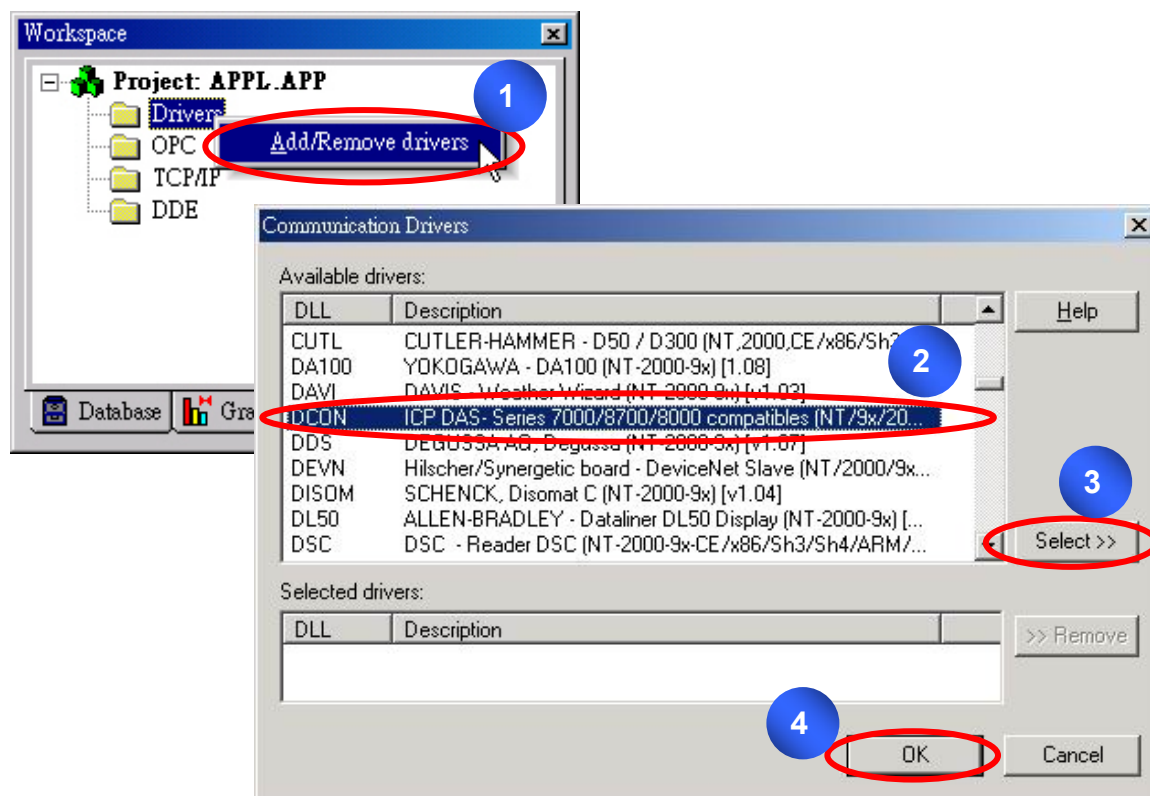 Workspace
Project: APPL.APP
Drivers
Add/Remove drivers
OPC
TCP/IP
DDE
Database
Gra
1
Communication Drivers
Available drivers:
DLL Description
CUTL CUTLER-HAMMER - D50 / D300 (NT,2000,CE/x86/Sh3
DA100 YOKOGAWA - DA100 (NT-2000-9x) [1.08]
DAVI DAVIS - Weather Wizard (NT-2000-9x) [v1.03]
DCON ICP DAS- Series 7000/8700/8000 compatibles (NT/9x/20...
DDS DEGUSSA AG, Degussa (NT-2000-9x) [v1.07]
DEVN Hilscher/Synergetic board - DeviceNet Slave (NT/2000/9x...
DISOM SCHENCK, Disomat C (NT-2000-9x) [v1.04]
DL50 ALLEN-BRADLEY - Dataliner DL50 Display (NT-2000-9x) [...
DSC DSC - Reader DSC (NT-2000-9x-CE/x86/Sh3/Sh4/ARM/...
2
Help
3
Select >>
Selected drivers:
DLL Description
>> Remove
4
OK
Cancel